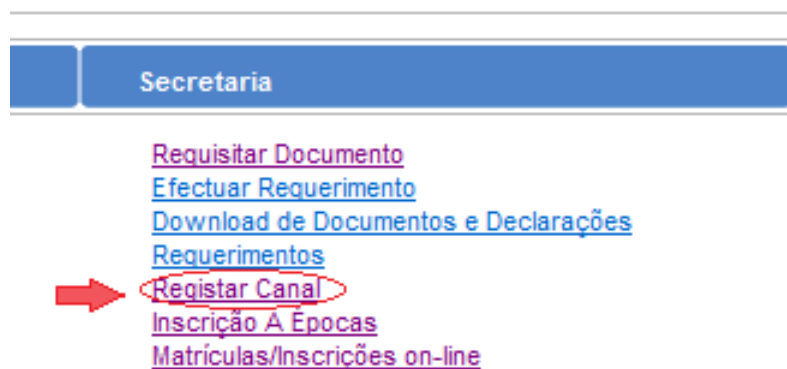 Secretaria
Requisitar Documento
Efectuar Requerimento
Download de Documentos e Declarações
Requerimentos
Registar Canal
Inscrição A Épocas
Matrículas/Inscrições on-line